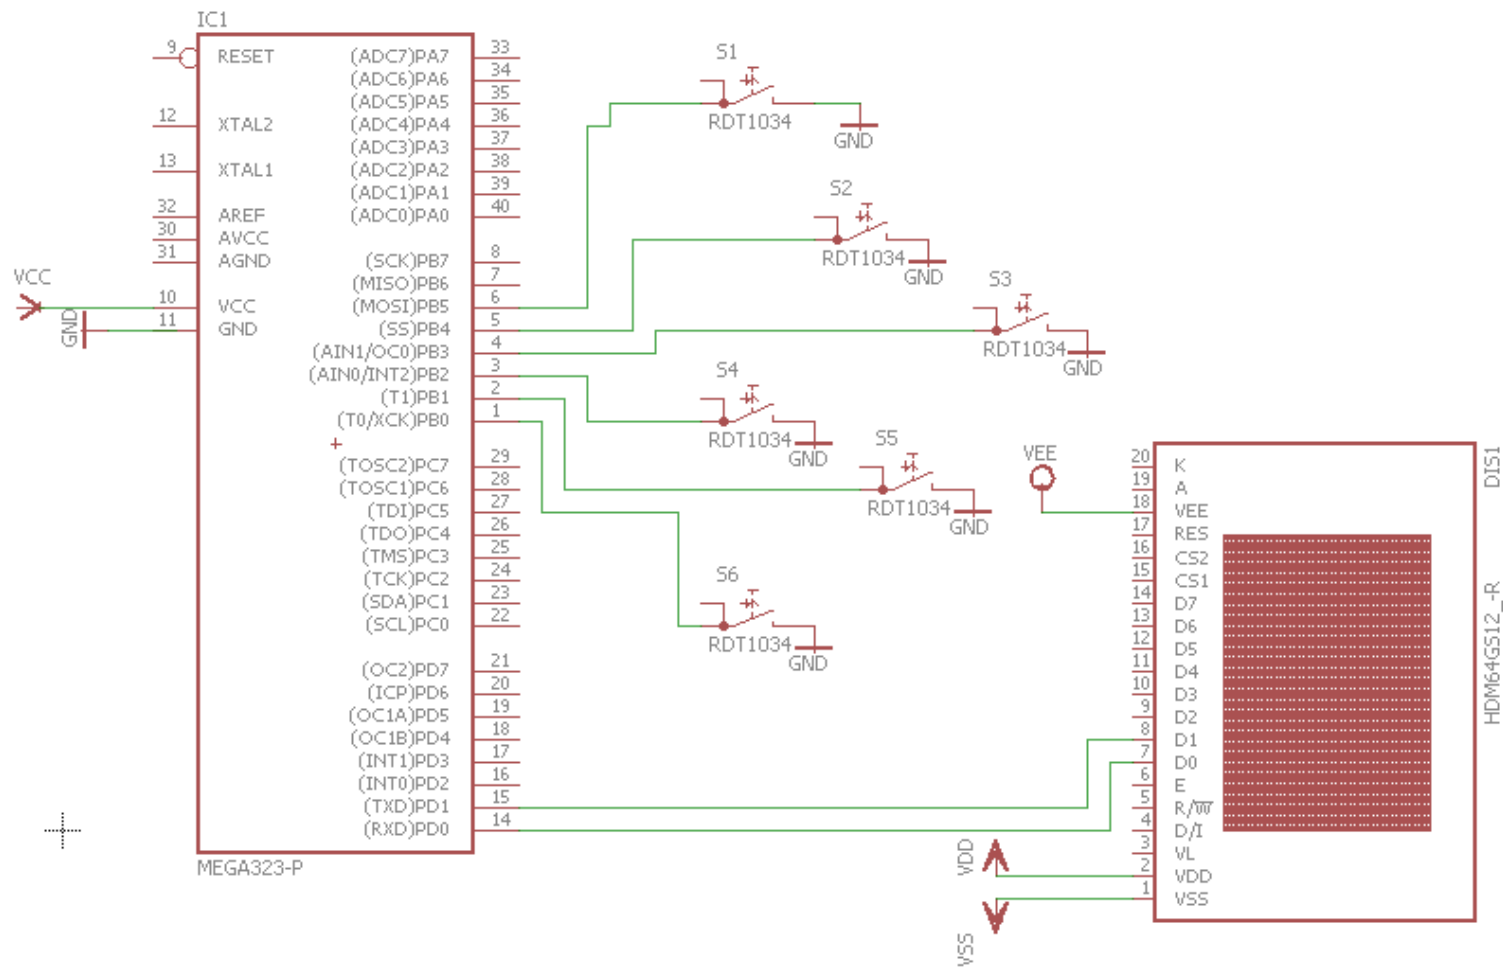 IC1
9 RESET
12 XTAL2
13 XTAL1
32 AREF
30 AVCC
31 AGND
10 VCC
11 GND
VCC
GND
(ADC7)PA7 33
(ADC6)PA6 34
(ADC5)PA5 35
(ADC4)PA4 36
(ADC3)PA3 37
(ADC2)PA2 38
(ADC1)PA1 39
(ADC0)PA0 40
(SCK)PB7 8
(MISO)PB6 7
(MOSI)PB5 6
(SS)PB4 5
(AIN1/OC0)PB3 4
(AIN0/INT2)PB2 3
(T1)PB1 2
(T0/XCK)PB0 1
(TOSC2)PC7 29
(TOSC1)PC6 28
(TDI)PC5 27
(TDO)PC4 26
(TMS)PC3 25
(TCK)PC2 24
(SDA)PC1 23
(SCL)PC0 22
(OC2)PD7 21
(ICP)PD6 20
(OC1A)PD5 19
(OC1B)PD4 18
(INT1)PD3 17
(INT0)PD2 16
(TXD)PD1 15
(RXD)PD0 14
MEGA323-P
S1
RDT1034
GND
S2
RDT1034
GND
S3
RDT1034
GND
S4
RDT1034
GND
S5
RDT1034
GND
S6
RDT1034
GND
VEE
VDD
VSS
20 K
19 A
18 VEE
17 RES
16 CS2
15 CS1
14 D7
13 D6
12 D5
11 D4
10 D3
9 D2
8 D1
7 D0
6 E
5 R/W
4 D/I
3 VL
2 VDD
1 VSS
DIS1
HDM64GS12_-R